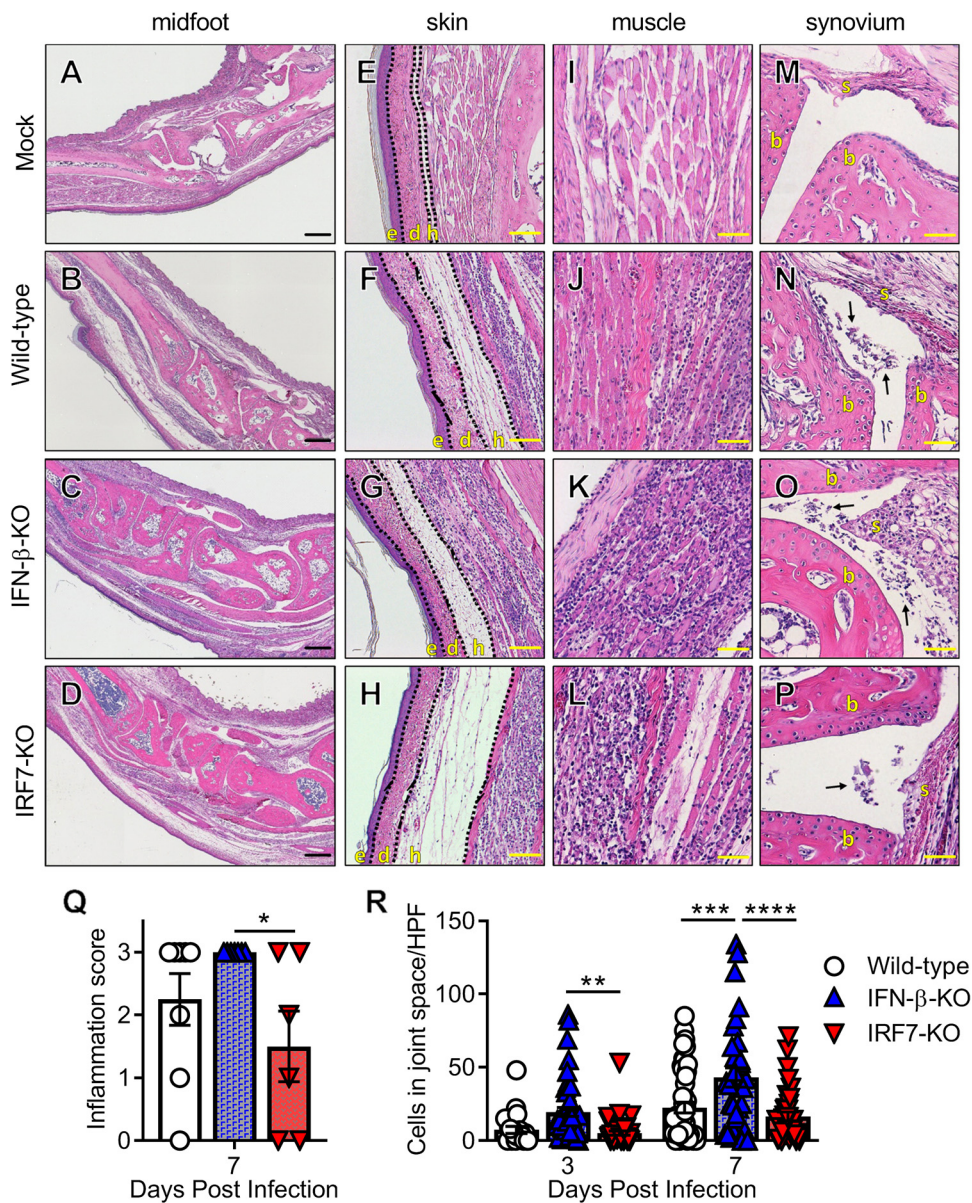 midfoot skin muscle synovium
Mock A E e d h I M s b b
Wild-type B F e d h J N s b b
IFN-β-KO C G e d h K O b s b
IRF7-KO D H e d h L P b s b
Q
Inflammation score
3
2
1
0
*
7
Days Post Infection
R
Cells in joint space/HPF
150
100
50
0
** *** ****
3 7
Days Post Infection
Wild-type
IFN-β-KO
IRF7-KO